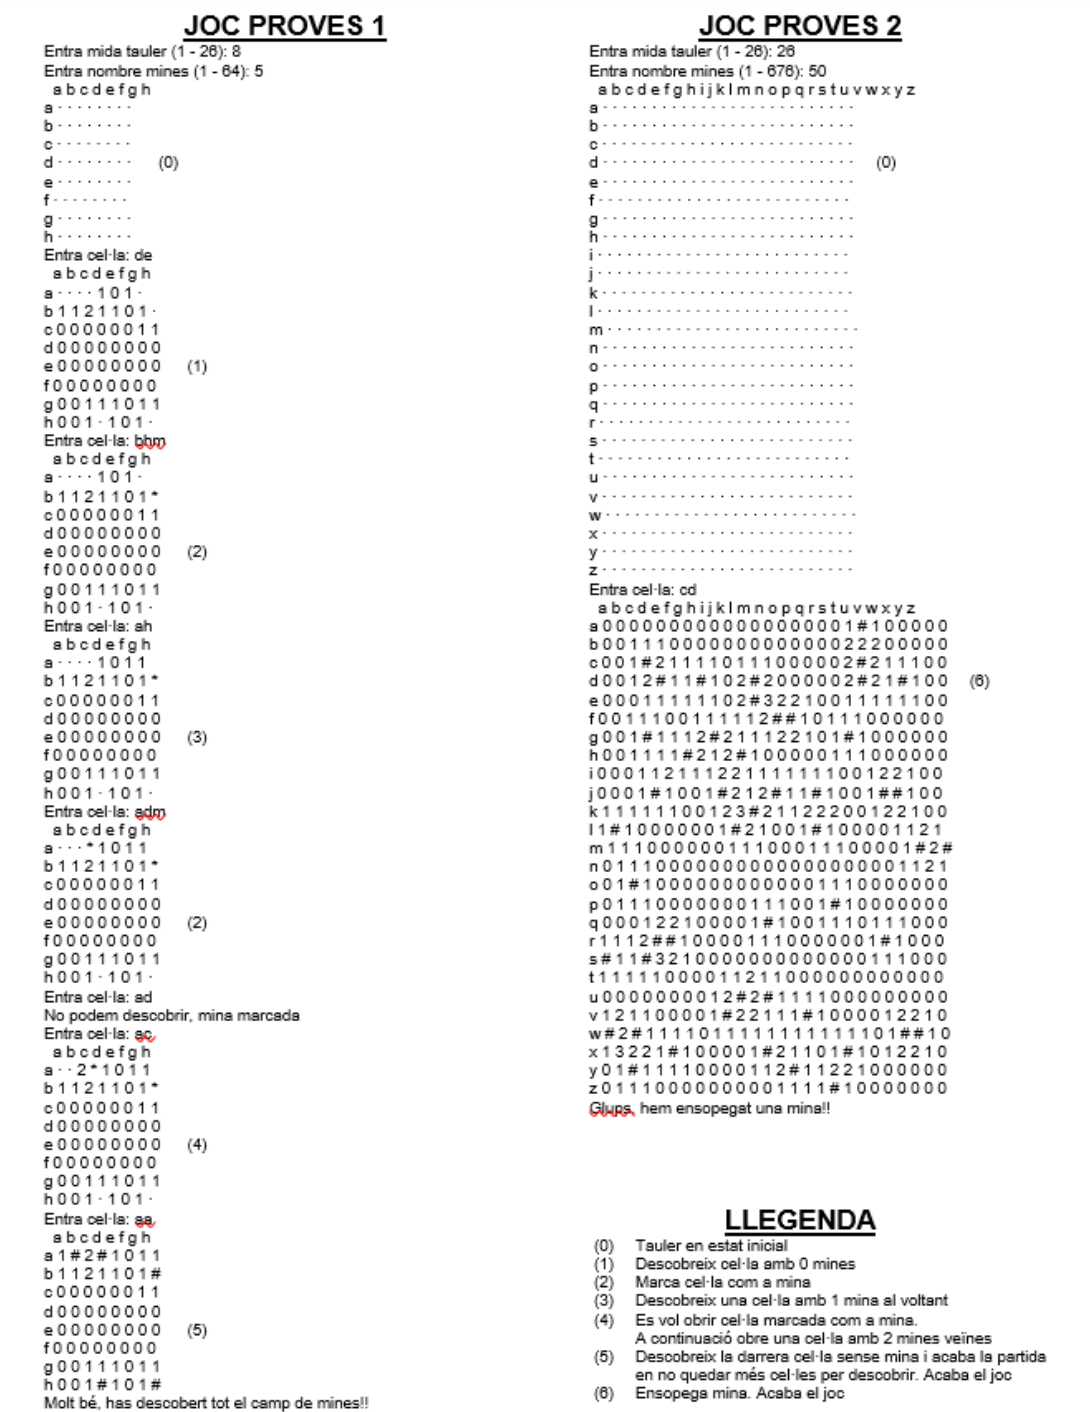 JOC PROVES 1
Entra mida tauler (1 - 26): 8
Entra nombre mines (1 - 64): 5
a b c d e f g h
a · · · · · · · ·
b · · · · · · · ·
c · · · · · · · ·
d · · · · · · · · (0)
e · · · · · · · ·
f · · · · · · · ·
g · · · · · · · ·
h · · · · · · · ·
Entra cel·la: de
a b c d e f g h
a · · · · 1 0 1 ·
b 1 1 2 1 1 0 1 ·
c 0 0 0 0 0 0 1 1
d 0 0 0 0 0 0 0 0
e 0 0 0 0 0 0 0 0 (1)
f 0 0 0 0 0 0 0 0
g 0 0 1 1 1 0 1 1
h 0 0 1 · 1 0 1 ·
Entra cel·la: bhm
a b c d e f g h
a · · · · 1 0 1 ·
b 1 1 2 1 1 0 1 *
c 0 0 0 0 0 0 1 1
d 0 0 0 0 0 0 0 0
e 0 0 0 0 0 0 0 0 (2)
f 0 0 0 0 0 0 0 0
g 0 0 1 1 1 0 1 1
h 0 0 1 · 1 0 1 ·
Entra cel·la: ah
a b c d e f g h
a · · · · 1 0 1 1
b 1 1 2 1 1 0 1 *
c 0 0 0 0 0 0 1 1
d 0 0 0 0 0 0 0 0
e 0 0 0 0 0 0 0 0 (3)
f 0 0 0 0 0 0 0 0
g 0 0 1 1 1 0 1 1
h 0 0 1 · 1 0 1 ·
Entra cel·la: adm
a b c d e f g h
a · · · * 1 0 1 1
b 1 1 2 1 1 0 1 *
c 0 0 0 0 0 0 1 1
d 0 0 0 0 0 0 0 0
e 0 0 0 0 0 0 0 0 (2)
f 0 0 0 0 0 0 0 0
g 0 0 1 1 1 0 1 1
h 0 0 1 · 1 0 1 ·
Entra cel·la: ad
No podem descobrir, mina marcada
Entra cel·la: ac
a b c d e f g h
a · · 2 * 1 0 1 1
b 1 1 2 1 1 0 1 *
c 0 0 0 0 0 0 1 1
d 0 0 0 0 0 0 0 0
e 0 0 0 0 0 0 0 0 (4)
f 0 0 0 0 0 0 0 0
g 0 0 1 1 1 0 1 1
h 0 0 1 · 1 0 1 ·
Entra cel·la: aa
a b c d e f g h
a 1 # 2 # 1 0 1 1
b 1 1 2 1 1 0 1 #
c 0 0 0 0 0 0 1 1
d 0 0 0 0 0 0 0 0
e 0 0 0 0 0 0 0 0 (5)
f 0 0 0 0 0 0 0 0
g 0 0 1 1 1 0 1 1
h 0 0 1 # 1 0 1 #
Molt bé, has descobert tot el camp de mines!!
JOC PROVES 2
Entra mida tauler (1 - 26): 26
Entra nombre mines (1 - 676): 50
a b c d e f g h i j k l m n o p q r s t u v w x y z
a · · · · · · · · · · · · · · · · · · · · · · · · · ·
b · · · · · · · · · · · · · · · · · · · · · · · · · ·
c · · · · · · · · · · · · · · · · · · · · · · · · · ·
d · · · · · · · · · · · · · · · · · · · · · · · · · · (0)
e · · · · · · · · · · · · · · · · · · · · · · · · · ·
f · · · · · · · · · · · · · · · · · · · · · · · · · ·
g · · · · · · · · · · · · · · · · · · · · · · · · · ·
h · · · · · · · · · · · · · · · · · · · · · · · · · ·
i · · · · · · · · · · · · · · · · · · · · · · · · · ·
j · · · · · · · · · · · · · · · · · · · · · · · · · ·
k · · · · · · · · · · · · · · · · · · · · · · · · · ·
l · · · · · · · · · · · · · · · · · · · · · · · · · ·
m · · · · · · · · · · · · · · · · · · · · · · · · · ·
n · · · · · · · · · · · · · · · · · · · · · · · · · ·
o · · · · · · · · · · · · · · · · · · · · · · · · · ·
p · · · · · · · · · · · · · · · · · · · · · · · · · ·
q · · · · · · · · · · · · · · · · · · · · · · · · · ·
r · · · · · · · · · · · · · · · · · · · · · · · · · ·
s · · · · · · · · · · · · · · · · · · · · · · · · · ·
t · · · · · · · · · · · · · · · · · · · · · · · · · ·
u · · · · · · · · · · · · · · · · · · · · · · · · · ·
v · · · · · · · · · · · · · · · · · · · · · · · · · ·
w · · · · · · · · · · · · · · · · · · · · · · · · · ·
x · · · · · · · · · · · · · · · · · · · · · · · · · ·
y · · · · · · · · · · · · · · · · · · · · · · · · · ·
z · · · · · · · · · · · · · · · · · · · · · · · · · ·
Entra cel·la: cd
a b c d e f g h i j k l m n o p q r s t u v w x y z
a 0 0 0 0 0 0 0 0 0 0 0 0 0 0 0 0 0 0 1 # 1 0 0 0 0 0
b 0 0 1 1 1 0 0 0 0 0 0 0 0 0 0 0 0 0 2 2 2 0 0 0 0 0
c 0 0 1 # 2 1 1 1 1 0 1 1 1 0 0 0 0 0 2 # 2 1 1 1 0 0
d 0 0 1 2 # 1 1 # 1 0 2 # 2 0 0 0 0 0 2 # 2 1 # 1 0 0 (6)
e 0 0 0 1 1 1 1 1 1 0 2 # 3 2 2 1 0 0 1 1 1 1 1 1 0 0
f 0 0 1 1 1 0 0 1 1 1 1 2 # # 1 0 1 1 1 0 0 0 0 0 0
g 0 0 1 # 1 1 1 2 # 2 1 1 1 2 2 1 0 1 # 1 0 0 0 0 0 0
h 0 0 1 1 1 1 # 2 1 2 # 1 0 0 0 0 0 1 1 1 0 0 0 0 0 0
i 0 0 0 1 1 2 1 1 1 2 2 1 1 1 1 1 1 1 0 0 1 2 2 1 0 0
j 0 0 0 1 # 1 0 0 1 # 2 1 2 # 1 1 # 1 0 0 1 # # 1 0 0
k 1 1 1 1 1 1 1 0 0 1 2 3 # 2 1 1 2 2 2 0 0 1 2 2 1 0 0
l 1 # 1 0 0 0 0 0 0 1 # 2 1 0 0 1 # 1 0 0 0 0 1 1 2 1
m 1 1 1 0 0 0 0 0 0 1 1 1 0 0 0 1 1 1 0 0 0 0 1 # 2 #
n 0 1 1 1 0 0 0 0 0 0 0 0 0 0 0 0 0 0 0 0 0 0 1 1 2 1
o 0 1 # 1 0 0 0 0 0 0 0 0 0 0 0 0 1 1 1 0 0 0 0 0 0 0
p 0 1 1 1 0 0 0 0 0 0 0 1 1 1 0 0 1 # 1 0 0 0 0 0 0 0
q 0 0 0 1 2 2 1 0 0 0 0 1 # 1 0 0 1 1 1 0 1 1 1 0 0 0
r 1 1 1 2 # # 1 0 0 0 0 1 1 1 0 0 0 0 0 0 1 # 1 0 0 0
s # 1 1 # 3 2 1 0 0 0 0 0 0 0 0 0 0 0 0 0 1 1 1 0 0 0
t 1 1 1 1 1 1 0 0 0 0 1 1 2 1 1 0 0 0 0 0 0 0 0 0 0 0
u 0 0 0 0 0 0 0 0 0 1 2 # 2 # 1 1 1 1 0 0 0 0 0 0 0 0
v 1 2 1 1 0 0 0 0 0 1 # 2 2 1 1 1 # 1 0 0 0 0 1 2 2 1 0
w # 2 # 1 1 1 1 0 1 1 1 1 1 1 1 1 1 1 1 1 0 1 # # 1 0
x 1 3 2 2 1 # 1 0 0 0 0 1 # 2 1 1 0 1 # 1 0 1 2 2 1 0
y 0 1 # 1 1 1 1 0 0 0 0 1 1 2 # 1 1 2 2 1 0 0 0 0 0 0
z 0 1 1 1 0 0 0 0 0 0 0 0 0 1 1 1 1 # 1 0 0 0 0 0 0 0
Glups, hem ensopegat una mina!!
LLEGENDA
(0) Tauler en estat inicial
(1) Descobreix cel·la amb 0 mines
(2) Marca cel·la com a mina
(3) Descobreix una cel·la amb 1 mina al voltant
(4) Es vol obrir cel·la marcada com a mina.
A continuació obre una cel·la amb 2 mines veïnes
(5) Descobreix la darrera cel·la sense mina i acaba la partida
en no quedar més cel·les per descobrir. Acaba el joc
(6) Ensopega mina. Acaba el joc